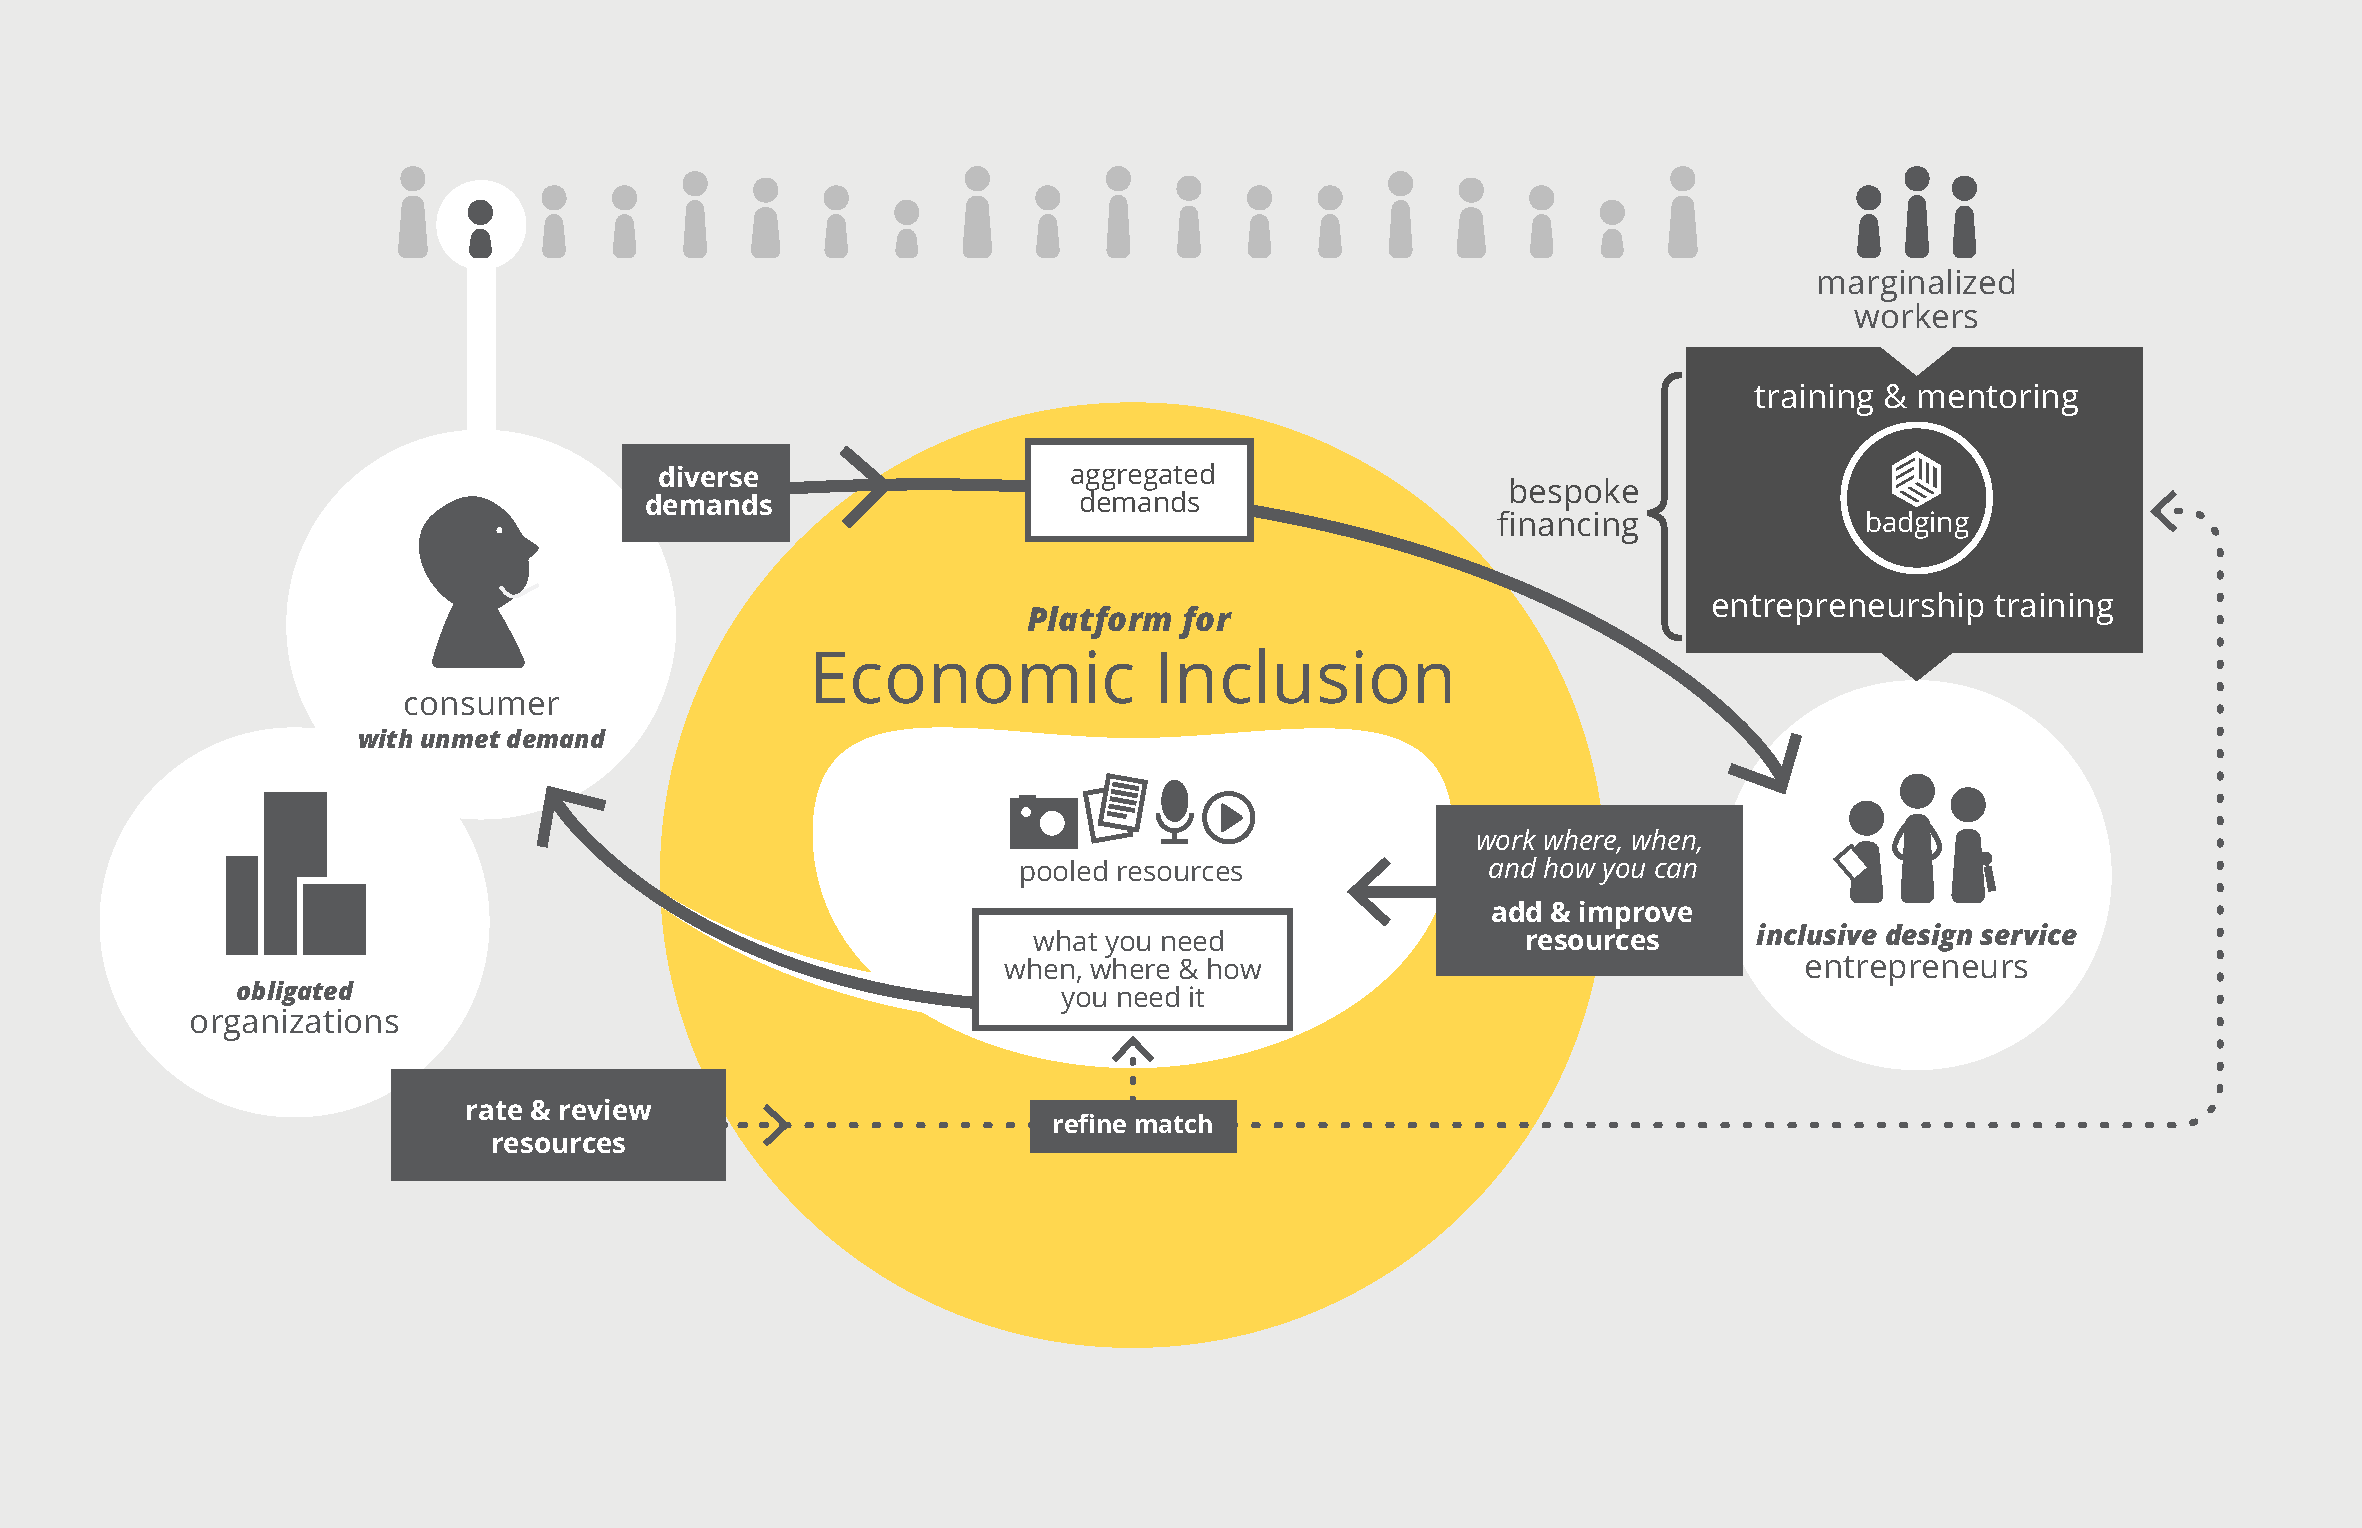 marginalized
workers
training & mentoring
badging
entrepreneurship training
bespoke
financing
diverse
demands
aggregated
demands
Platform for
Economic Inclusion
consumer
with unmet demand
obligated
organizations
pooled resources
what you need
when, where & how
you need it
work where, when,
and how you can
add & improve
resources
inclusive design service
entrepreneurs
rate & review
resources
refine match